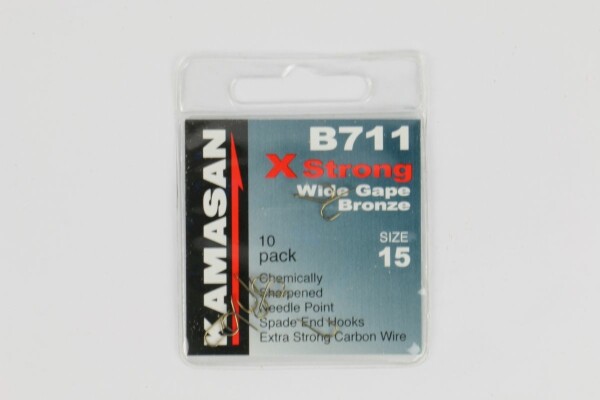 KAMASAN
B711
X Strong
Wide Gape
Bronze
SIZE
15
10
pack
Chemically
Sharpened
Needle Point
Spade End Hooks
Extra Strong Carbon Wire